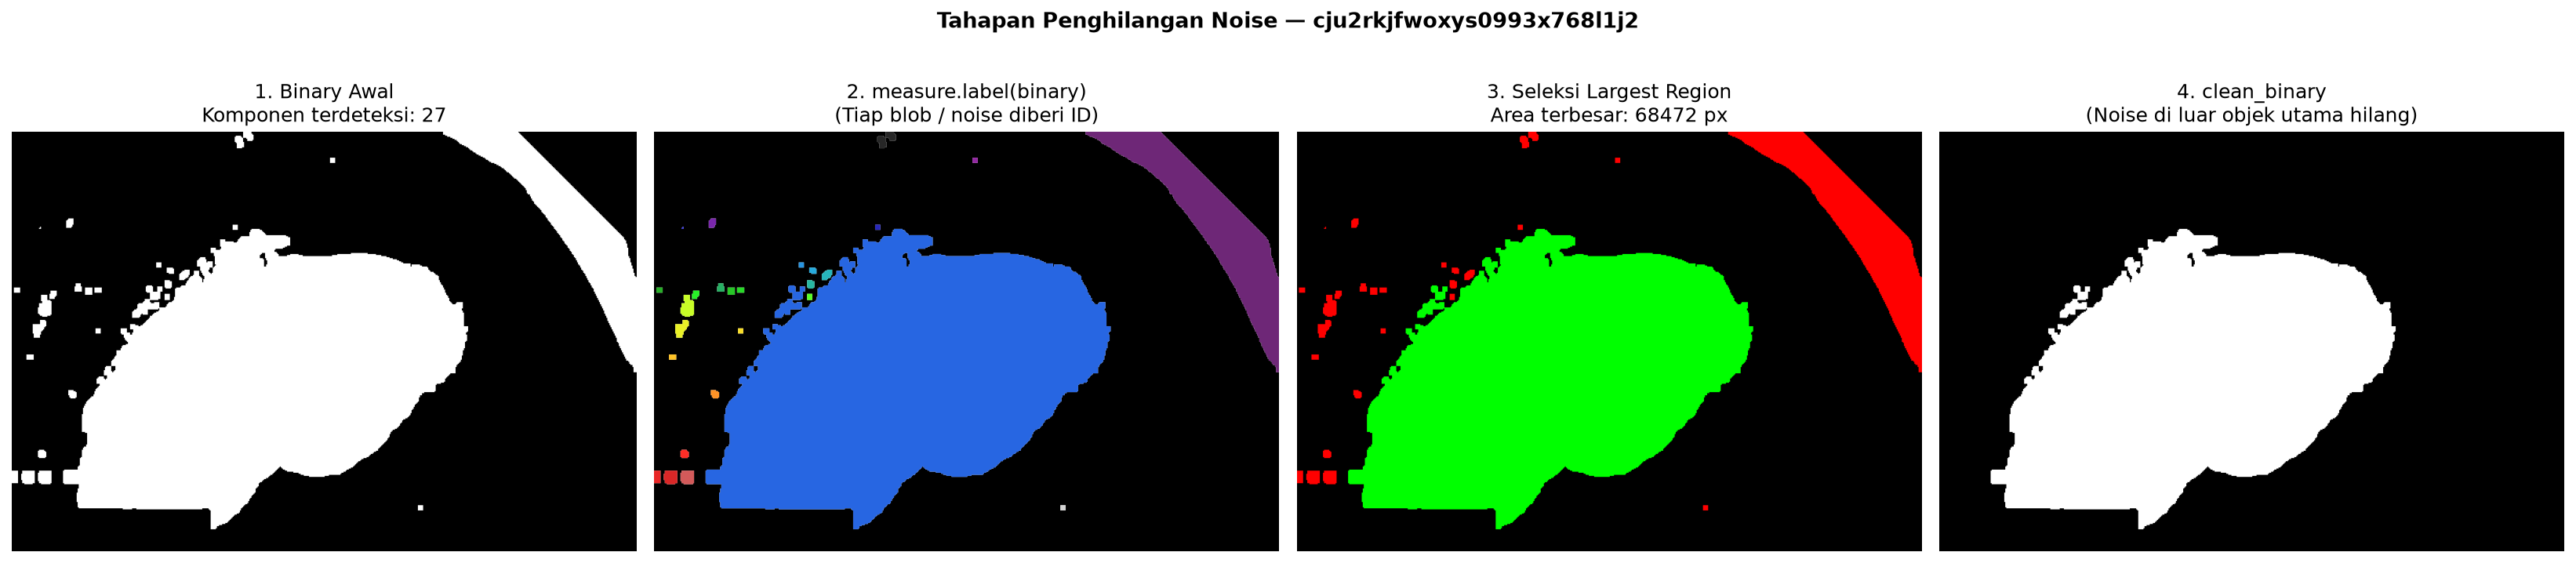 Tahapan Penghilangan Noise — cju2rkjfwoxys0993x768l1j2
1. Binary Awal
Komponen terdeteksi: 27
2. measure.label(binary)
(Tiap blob / noise diberi ID)
3. Seleksi Largest Region
Area terbesar: 68472 px
4. clean_binary
(Noise di luar objek utama hilang)